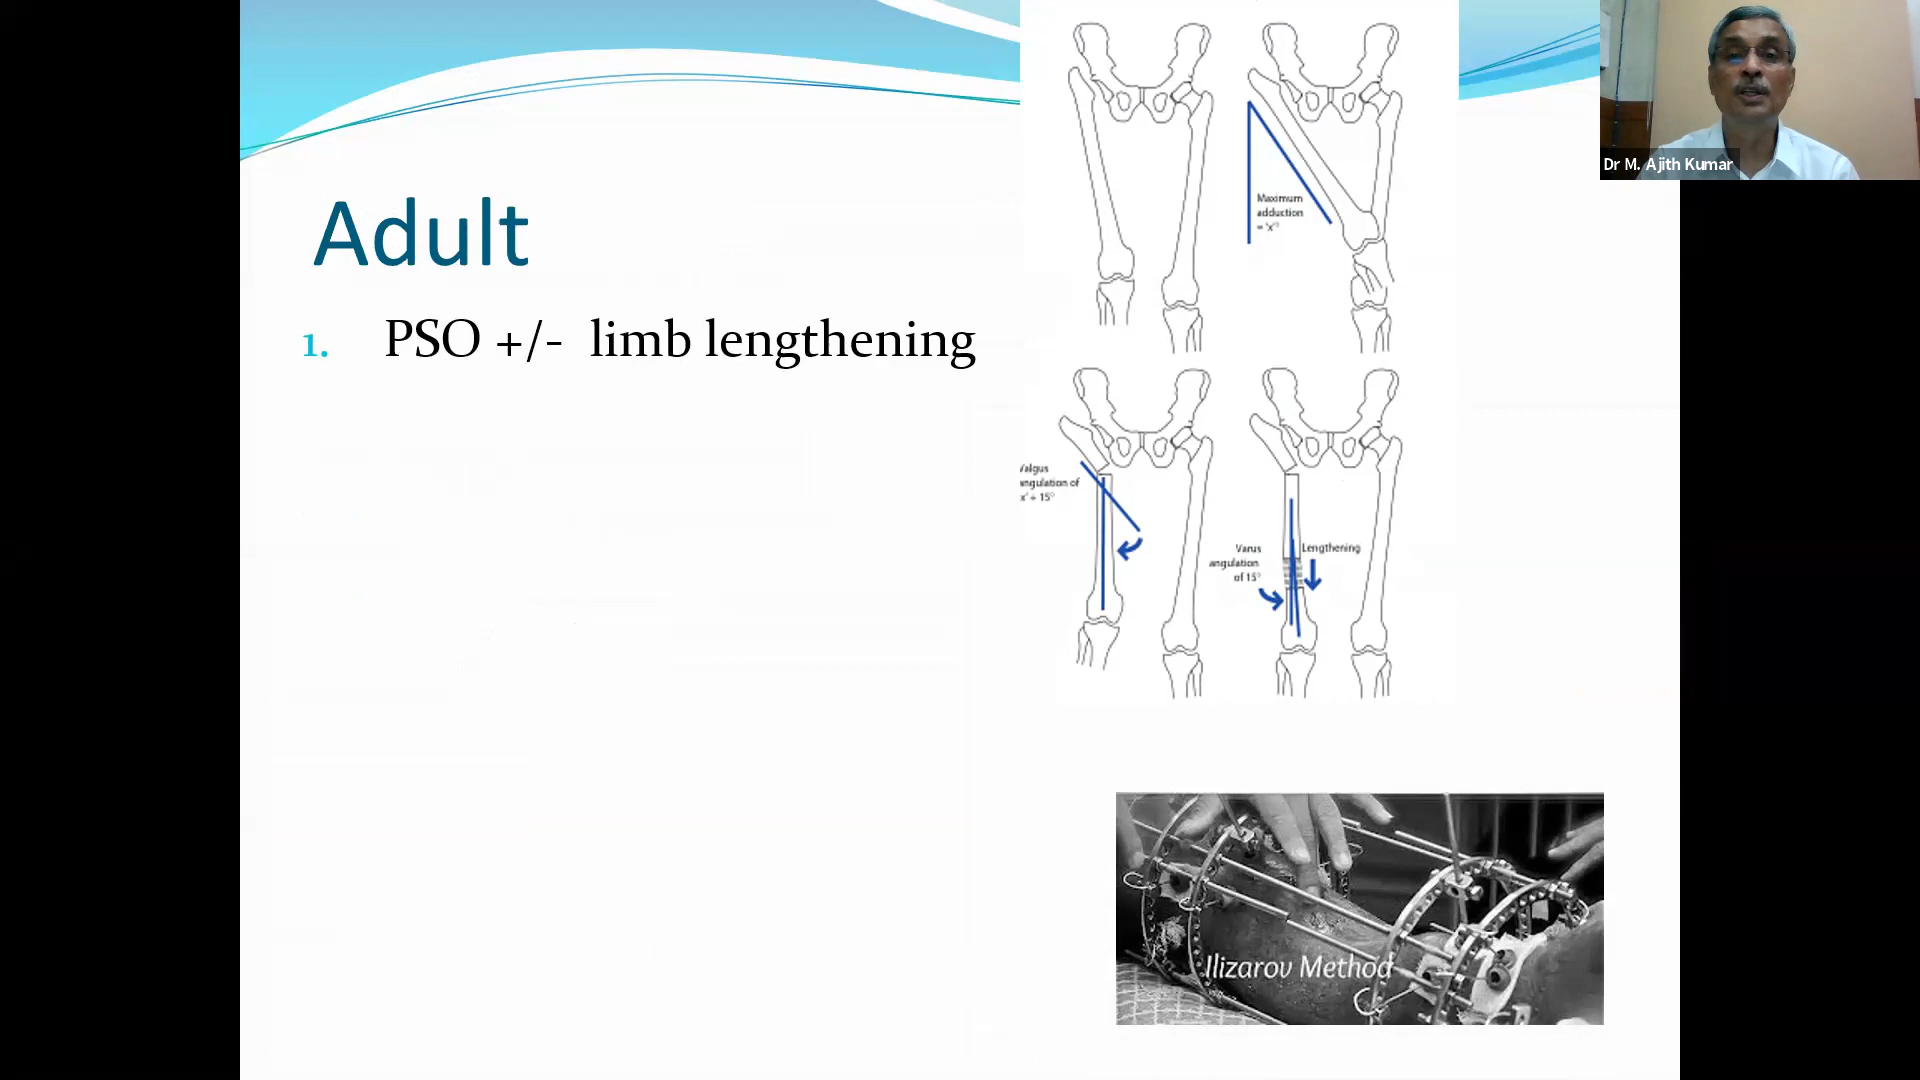 Adult
1. PSO +/- limb lengthening
Maximum
adduction
Valgus
angulation of
Varus
angulation
of 15°
Lengthening
Ilizarov Method
Dr M. Ajith Kumar